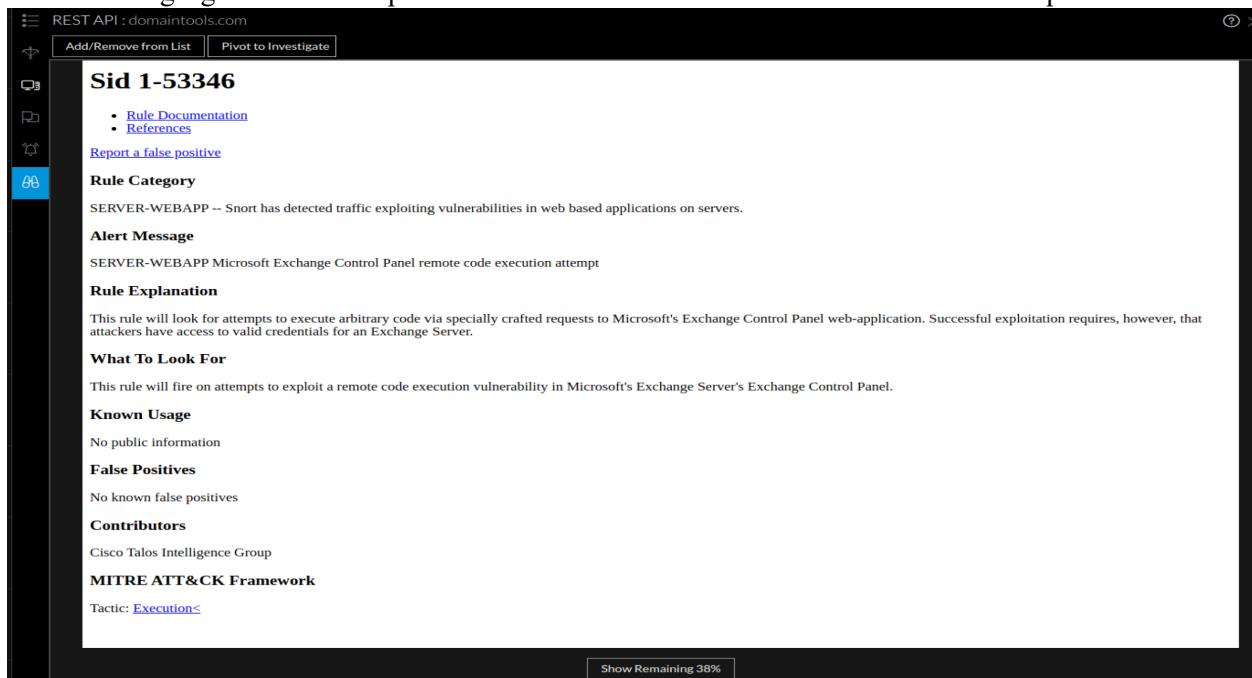 REST API : domaintools.com
Add/Remove from List Pivot to Investigate
Sid 1-53346
• Rule Documentation
• References
Report a false positive
Rule Category
SERVER-WEBAPP -- Snort has detected traffic exploiting vulnerabilities in web based applications on servers.
Alert Message
SERVER-WEBAPP Microsoft Exchange Control Panel remote code execution attempt
Rule Explanation
This rule will look for attempts to execute arbitrary code via specially crafted requests to Microsoft's Exchange Control Panel web-application. Successful exploitation requires, however, that
attackers have access to valid credentials for an Exchange Server.
What To Look For
This rule will fire on attempts to exploit a remote code execution vulnerability in Microsoft's Exchange Server's Exchange Control Panel.
Known Usage
No public information
False Positives
No known false positives
Contributors
Cisco Talos Intelligence Group
MITRE ATT&CK Framework
Tactic: Execution<
Show Remaining 38%